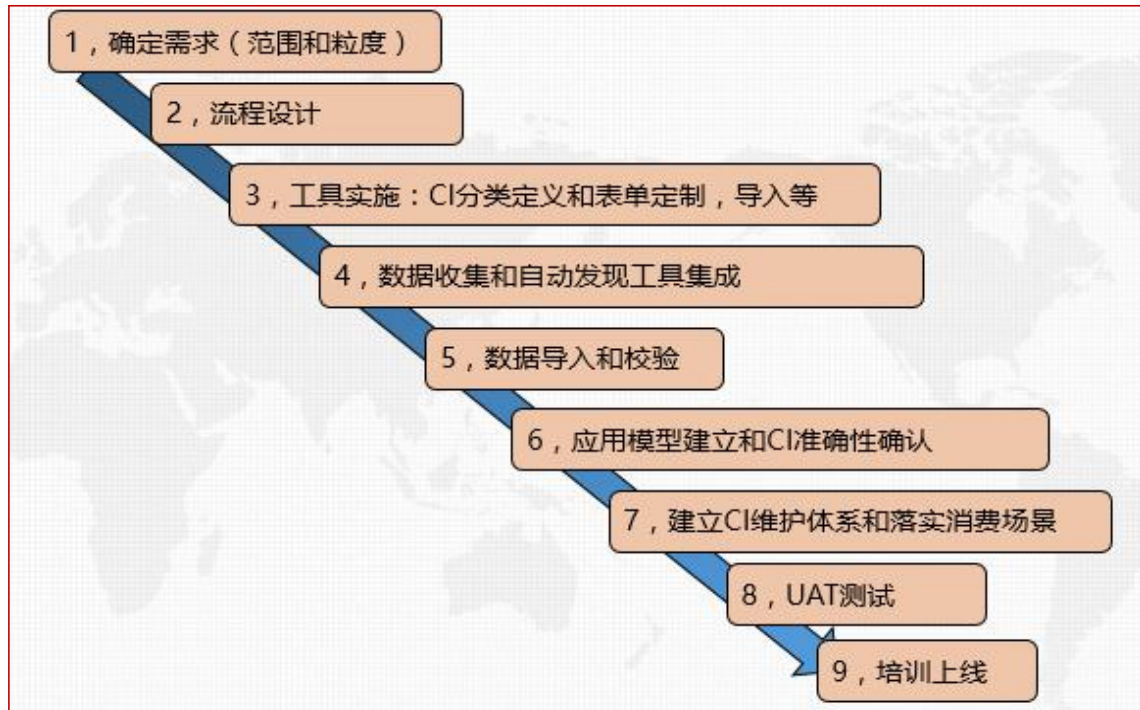 1，确定需求（范围和粒度）
2，流程设计
3，工具实施：CI分类定义和表单定制，导入等
4，数据收集和自动发现工具集成
5，数据导入和校验
6，应用模型建立和CI准确性确认
7，建立CI维护体系和落实消费场景
8，UAT测试
9，培训上线